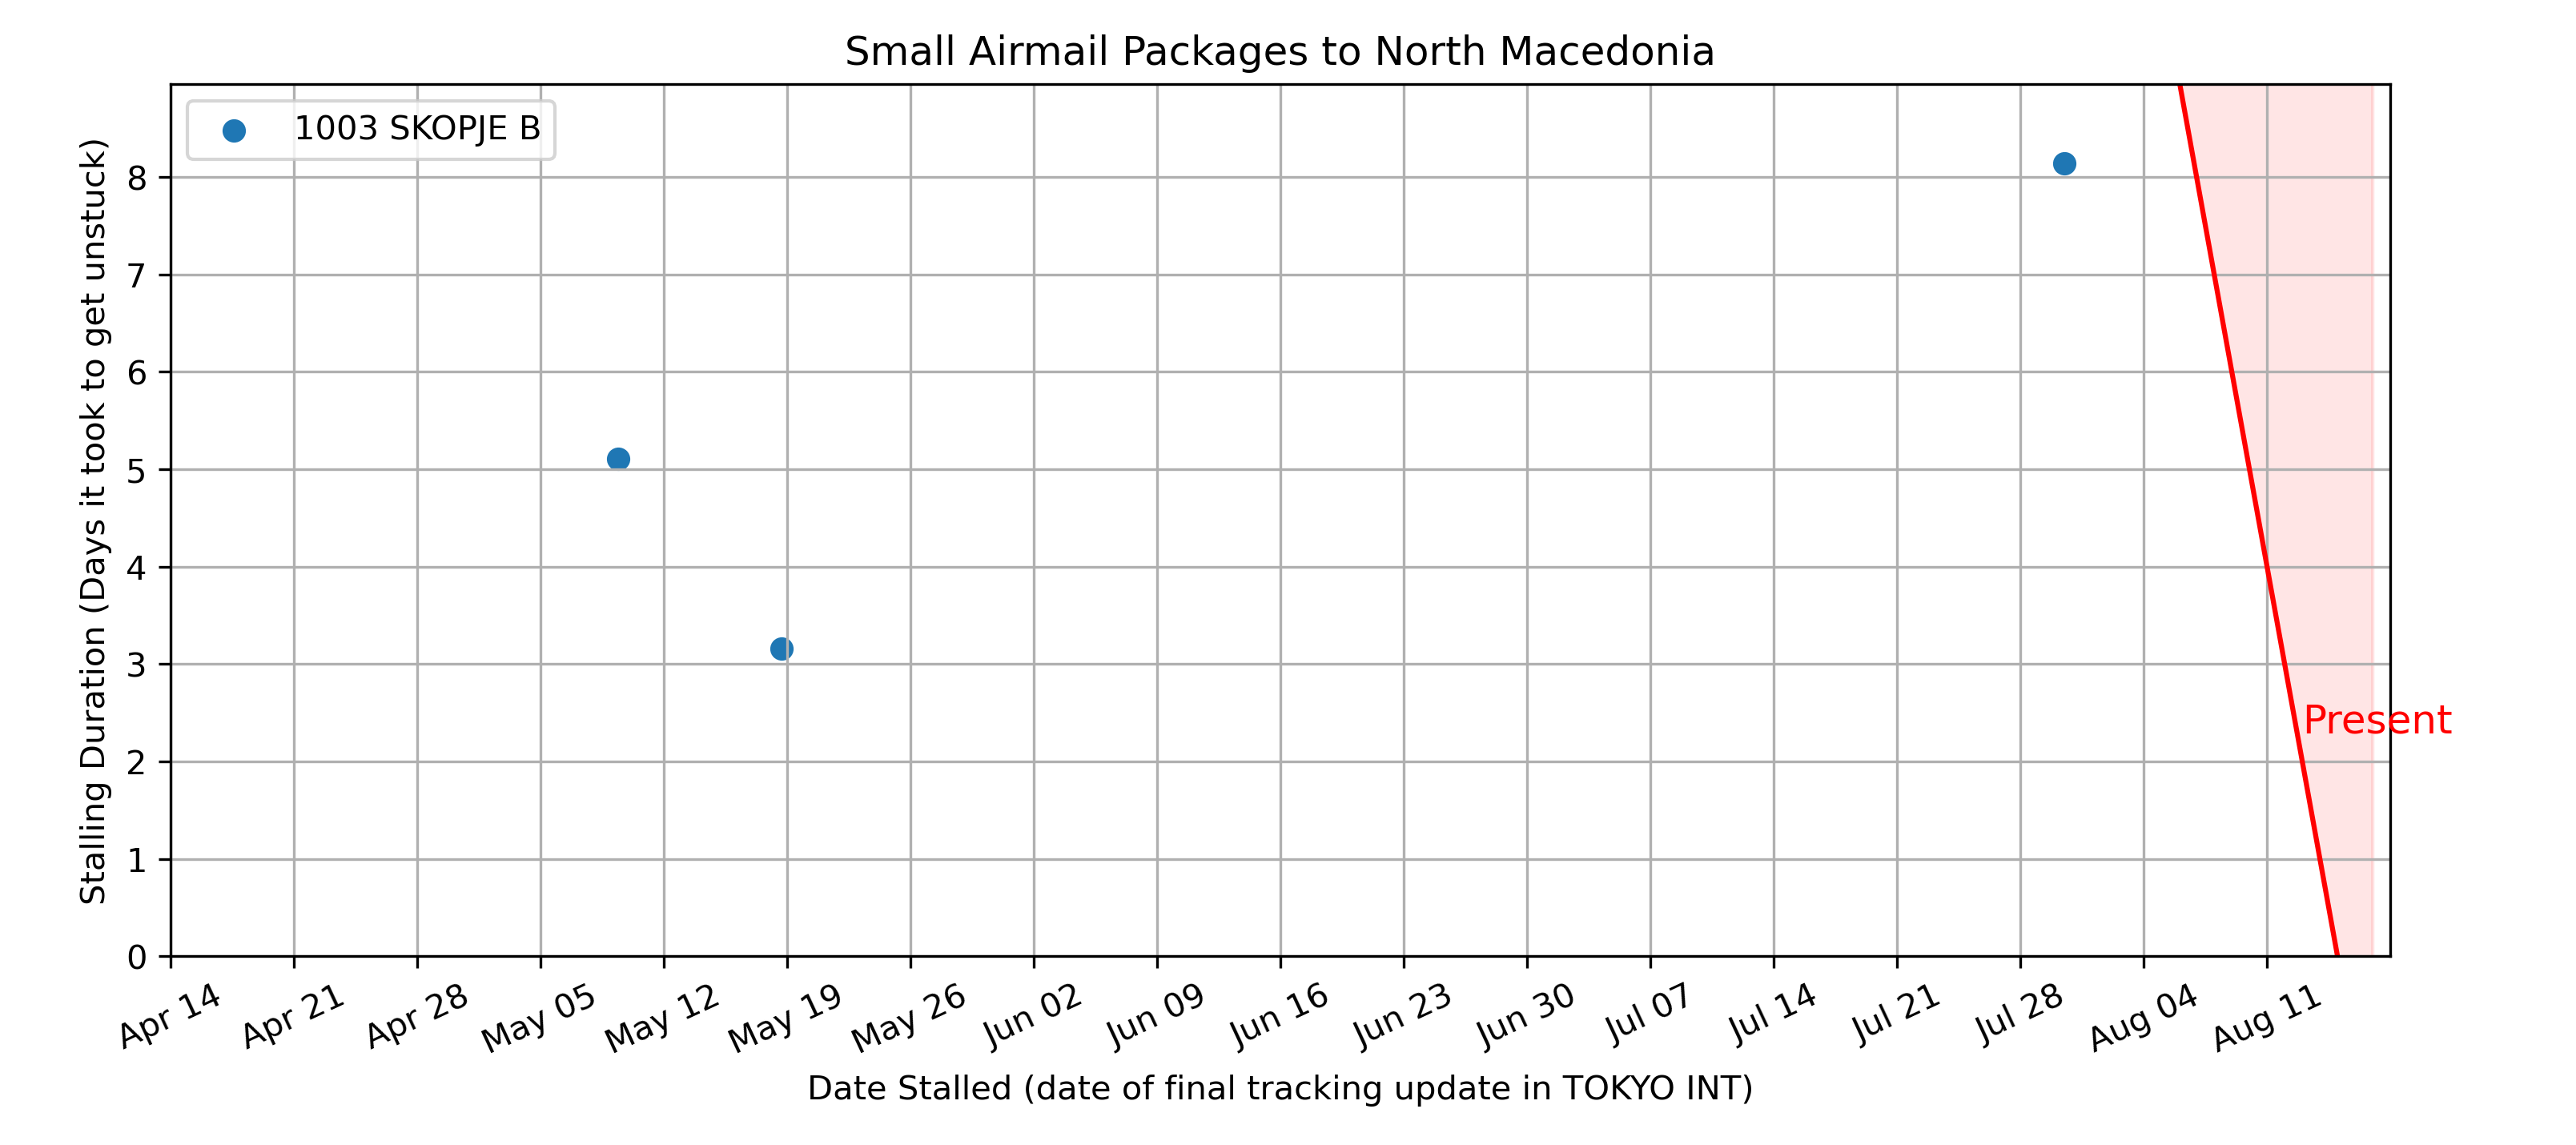 Small Airmail Packages to North Macedonia
1003 SKOPJE B
Stalling Duration (Days it took to get unstuck)
8
7
6
5
4
3
2
1
0
Present
Apr 14
Apr 21
Apr 28
May 05
May 12
May 19
May 26
Jun 02
Jun 09
Jun 16
Jun 23
Jun 30
Jul 07
Jul 14
Jul 21
Jul 28
Aug 04
Aug 11
Date Stalled (date of final tracking update in TOKYO INT)